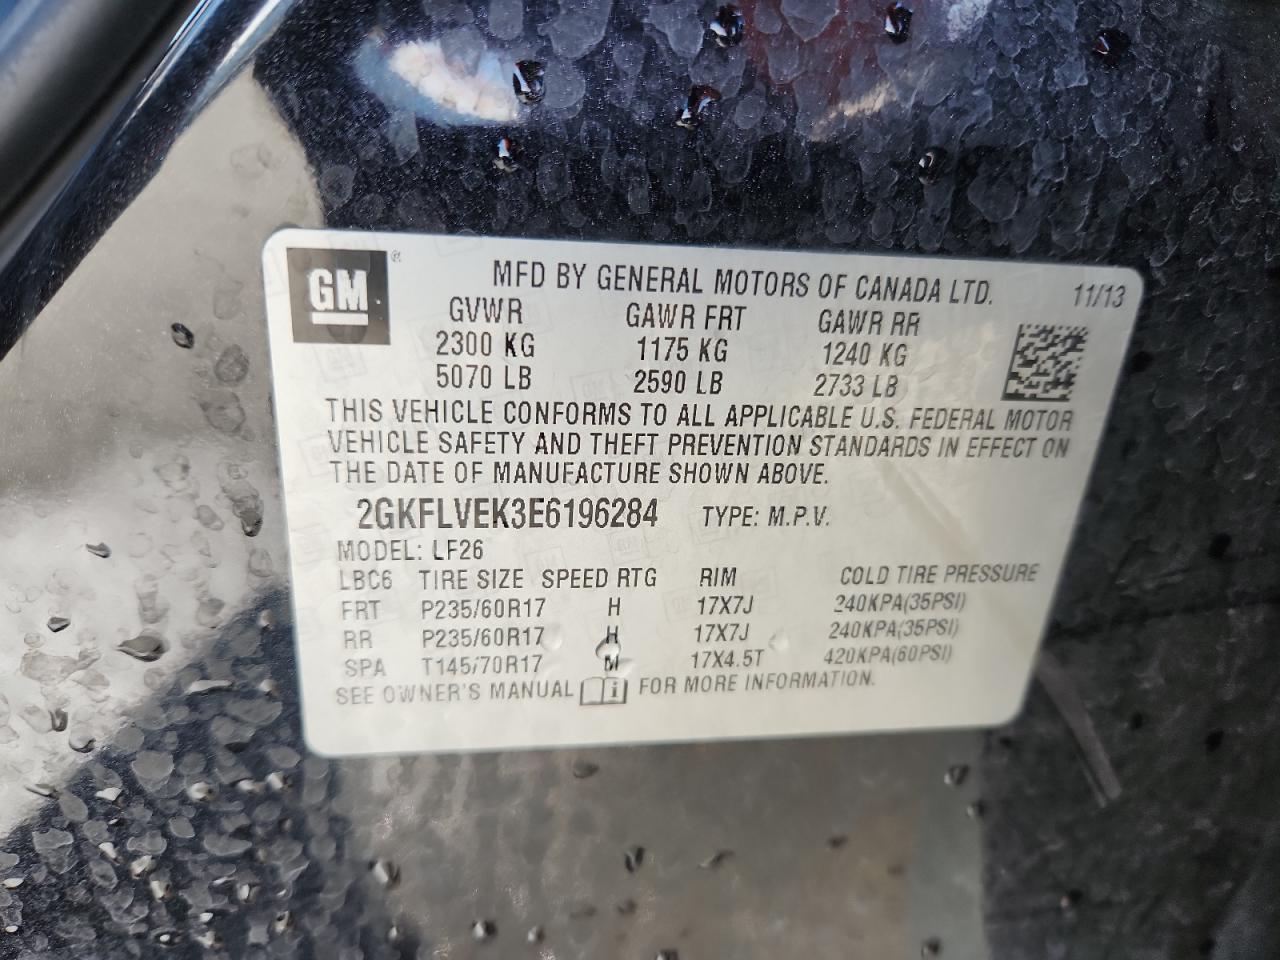 GM ®
MFD BY GENERAL MOTORS OF CANADA LTD. 11/13
GVWR GAWR FRT GAWR RR
2300 KG 1175 KG 1240 KG
5070 LB 2590 LB 2733 LB
THIS VEHICLE CONFORMS TO ALL APPLICABLE U.S. FEDERAL MOTOR
VEHICLE SAFETY AND THEFT PREVENTION STANDARDS IN EFFECT ON
THE DATE OF MANUFACTURE SHOWN ABOVE.
2GKFLVEK3E6196284 TYPE: M.P.V.
MODEL: LF26
LBC6 TIRE SIZE SPEED RTG RIM COLD TIRE PRESSURE
FRT P235/60R17 H 17X7J 240KPA(35PSI)
RR P235/60R17 H 17X7J 240KPA(35PSI)
SPA T145/70R17 M 17X4.5T 420KPA(60PSI)
SEE OWNER'S MANUAL i FOR MORE INFORMATION.